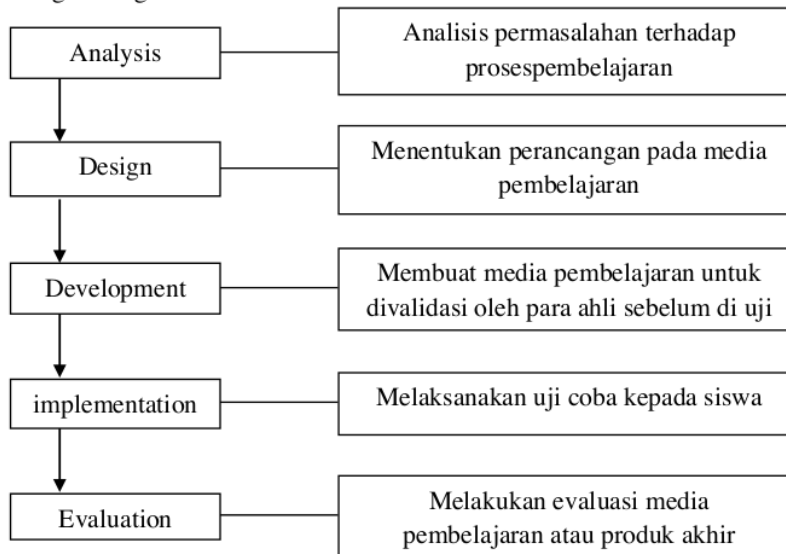 Analysis
Analisis permasalahan terhadap
prosespembelajaran
Design
Menentukan perancangan pada media
pembelajaran
Development
Membuat media pembelajaran untuk
divalidasi oleh para ahli sebelum di uji
implementation
Melaksanakan uji coba kepada siswa
Evaluation
Melakukan evaluasi media
pembelajaran atau produk akhir